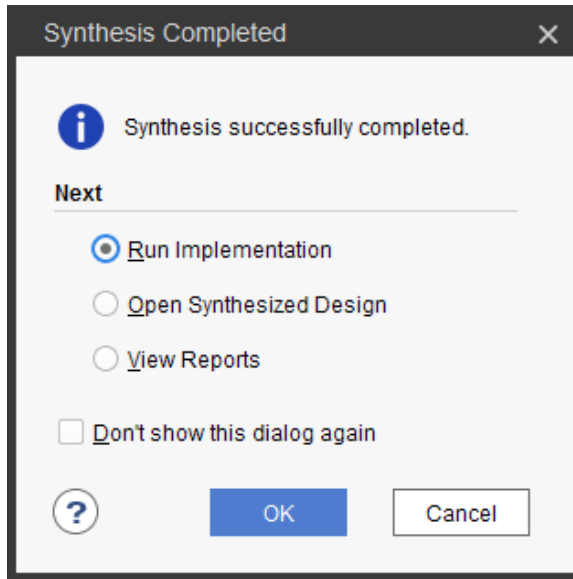 Synthesis Completed
Synthesis successfully completed.
Next
Run Implementation
Open Synthesized Design
View Reports
Don't show this dialog again
?
OK
Cancel